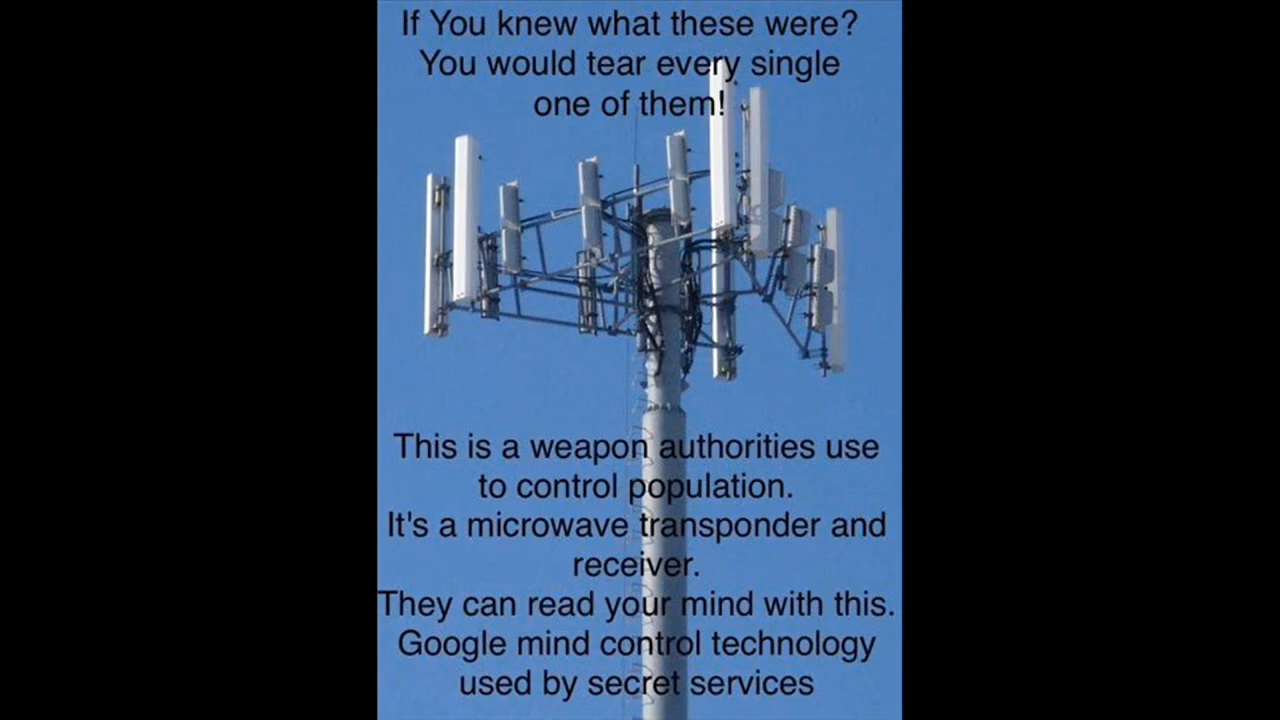 If You knew what these were?
You would tear every single
one of them!
This is a weapon authorities use
to control population.
It's a microwave transponder and
receiver.
They can read your mind with this.
Google mind control technology
used by secret services